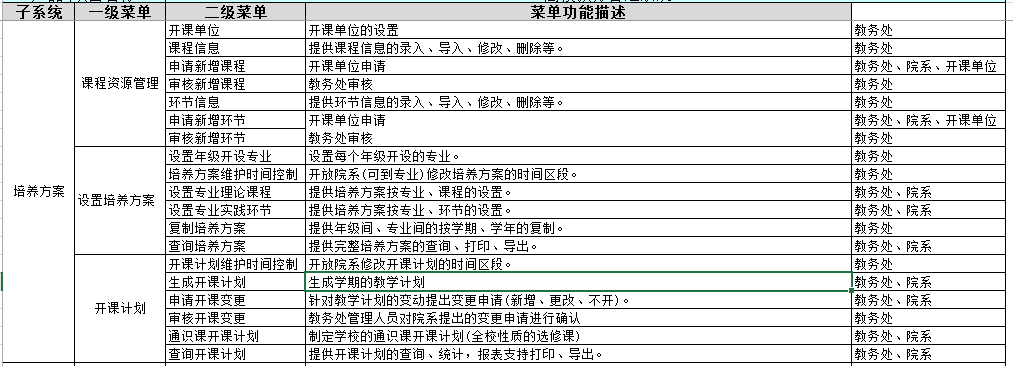 子系统 一级菜单 二级菜单 菜单功能描述
开课单位 开课单位的设置 教务处
课程信息 提供课程信息的录入、导入、修改、删除等。 教务处
申请新增课程 开课单位申请 教务处、院系、开课单位
课程资源管理 审核新增课程 教务处审核 教务处
环节信息 提供环节信息的录入、导入、修改、删除等。 教务处
申请新增环节 开课单位申请 教务处、院系、开课单位
审核新增环节 教务处审核 教务处
设置年级开设专业 设置每个年级开设的专业。 教务处
培养方案维护时间控制 开放院系(可到专业)修改培养方案的时间区段。 教务处
培养方案 设置培养方案 设置专业理论课程 提供培养方案按专业、课程的设置。 教务处、院系
设置专业实践环节 提供培养方案按专业、环节的设置。 教务处、院系
复制培养方案 提供年级间、专业间的按学期、学年的复制。 教务处
查询培养方案 提供完整培养方案的查询、打印、导出。 教务处、院系
开课计划维护时间控制 开放院系修改开课计划的时间区段。 教务处
生成开课计划 生成学期的教学计划 教务处、院系
开课计划 申请开课变更 针对教学计划的变动提出变更申请(新增、更改、不开)。 教务处、院系
审核开课变更 教务处管理人员对院系提出的变更申请进行确认 教务处
通识课开课计划 制定学校的通识课开课计划(全校性质的选修课) 教务处、院系
查询开课计划 提供开课计划的查询、统计，报表支持打印、导出。 教务处、院系